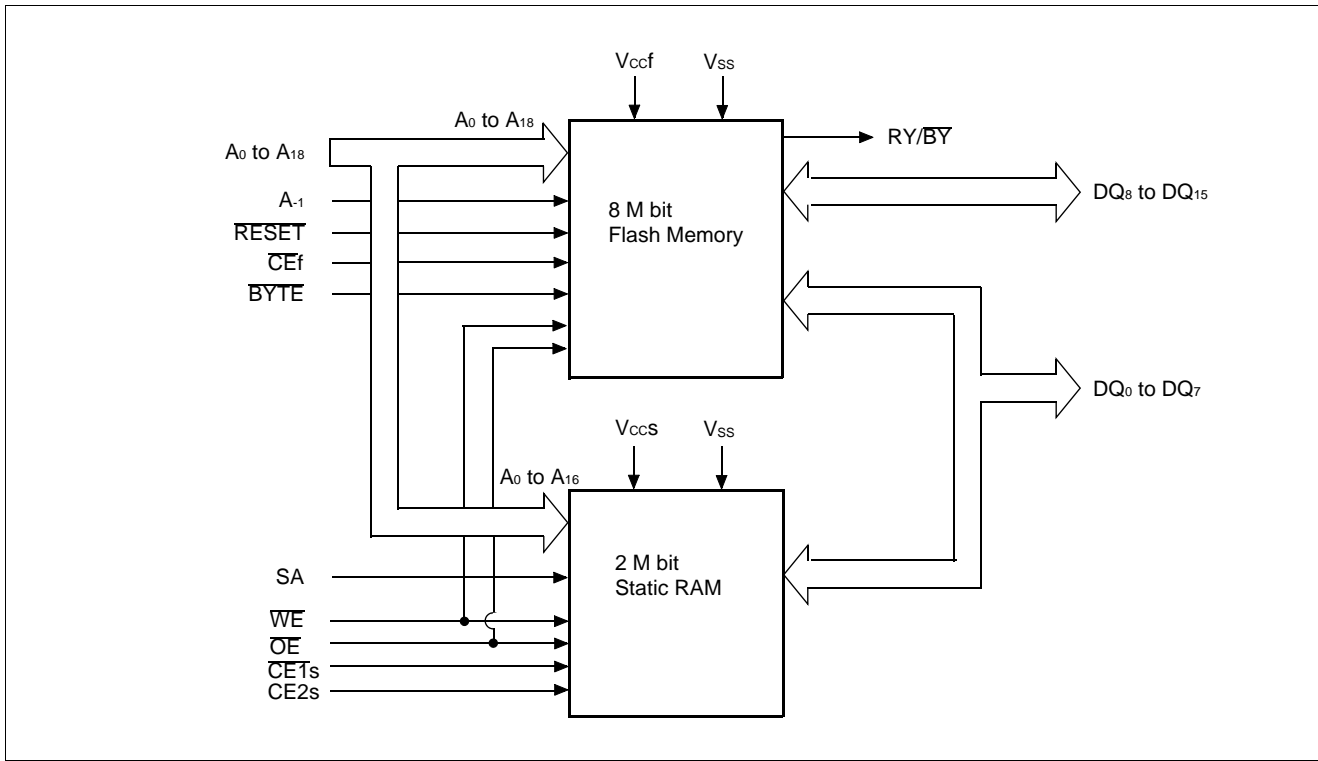 VCCf
VSS
A0 to A18
A0 to A18
RY/BY
A-1
DQ8 to DQ15
8 M bit
Flash Memory
RESET
CEf
BYTE
DQ0 to DQ7
VCCs
VSS
A0 to A16
2 M bit
Static RAM
SA
WE
OE
CE1s
CE2s